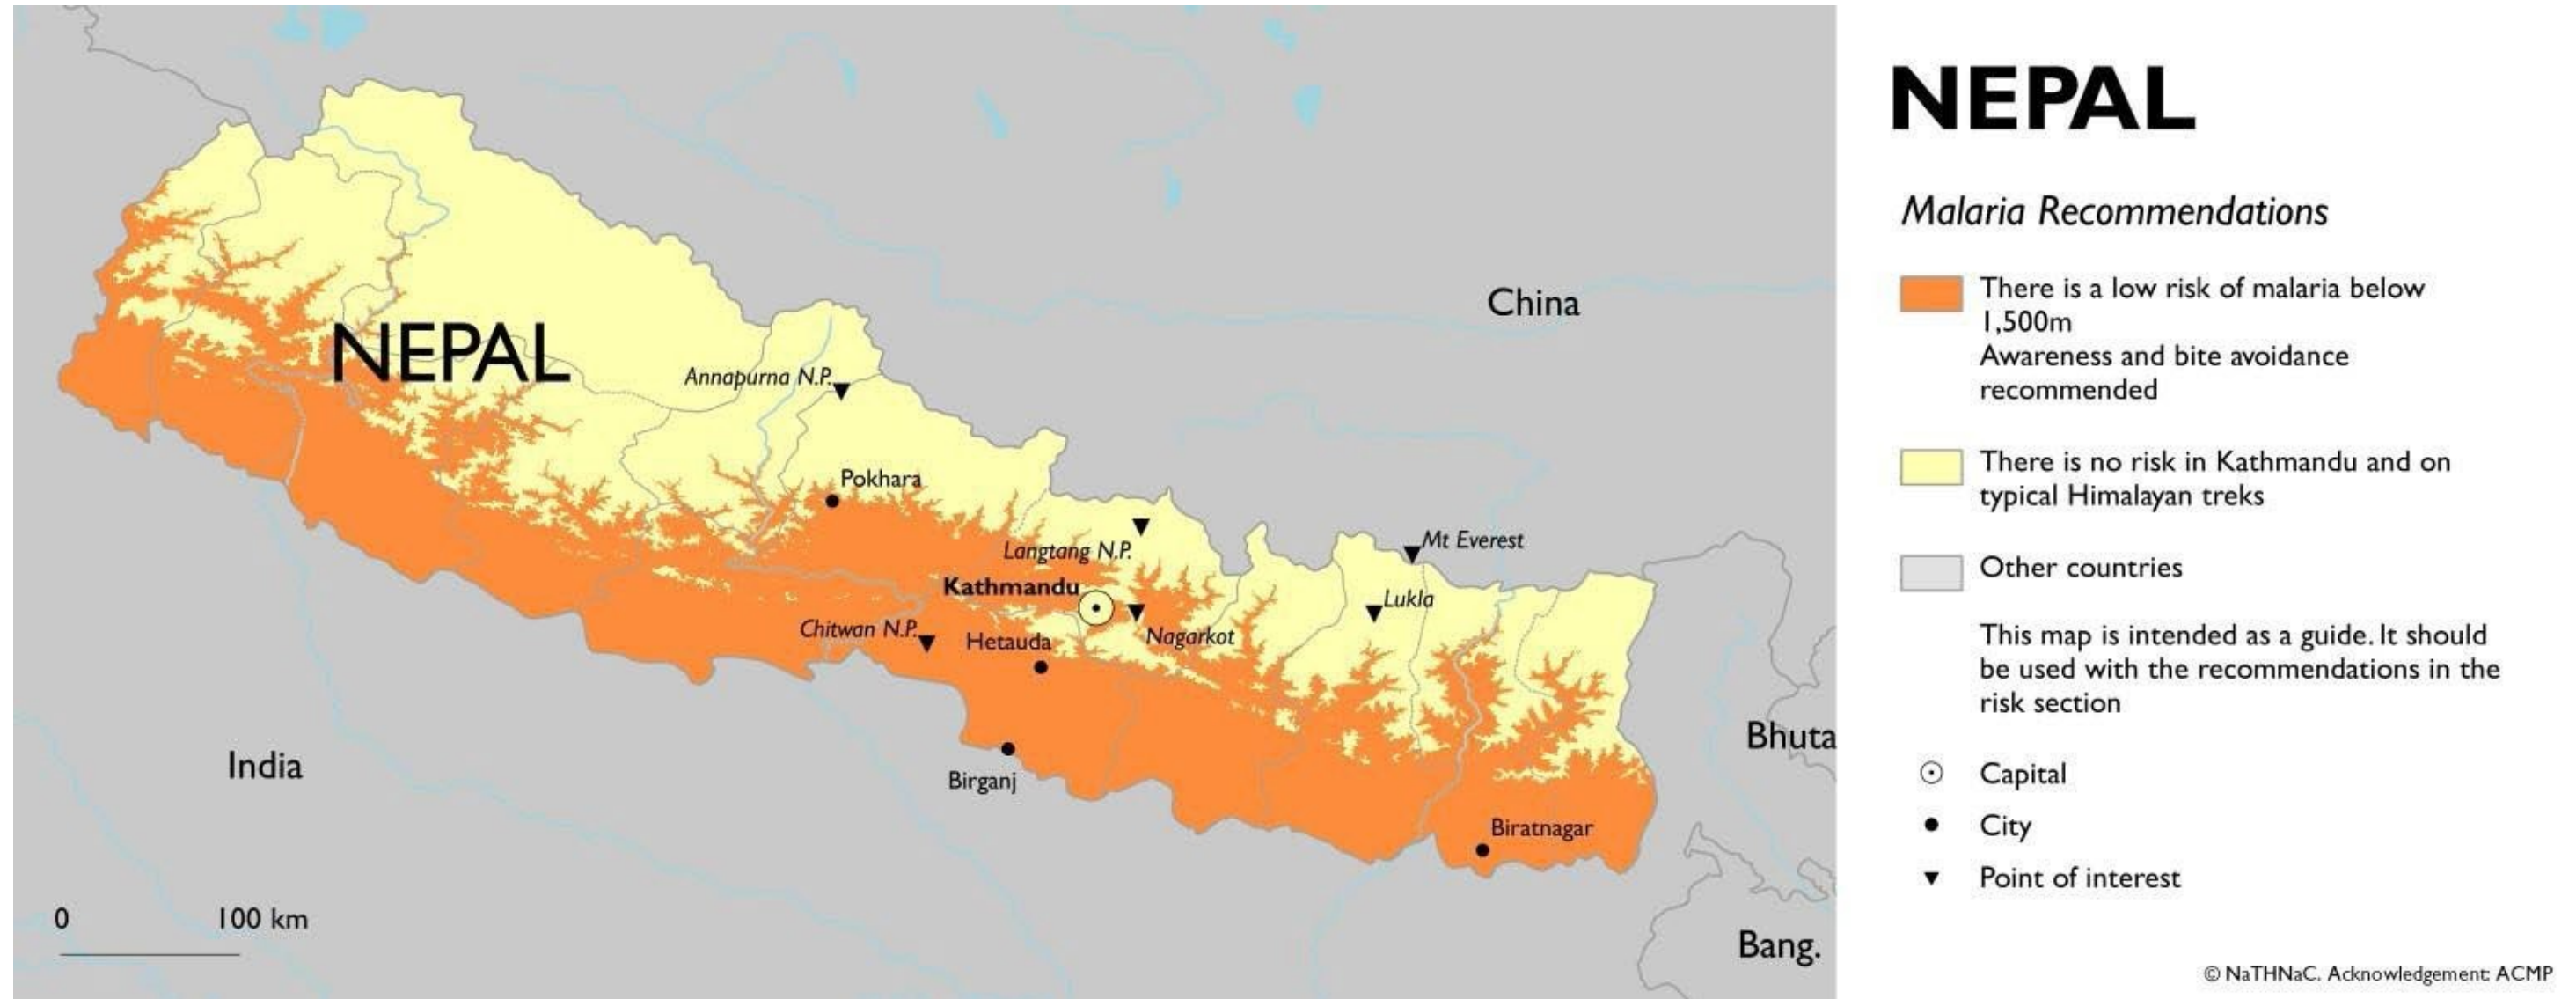 NEPAL
Malaria Recommendations
There is a low risk of malaria below
1,500m
Awareness and bite avoidance
recommended
There is no risk in Kathmandu and on
typical Himalayan treks
Other countries
This map is intended as a guide. It should
be used with the recommendations in the
risk section
Capital
City
Point of interest
© NaTHNaC. Acknowledgement: ACMP
China
NEPAL
Annapurna N.P.
Pokhara
Langtang N.P.
Mt Everest
Kathmandu
Lukla
Chitwan N.P.
Hetauda
Nagarkot
Bhuta
India
Birganj
Biratnagar
0 100 km
Bang.